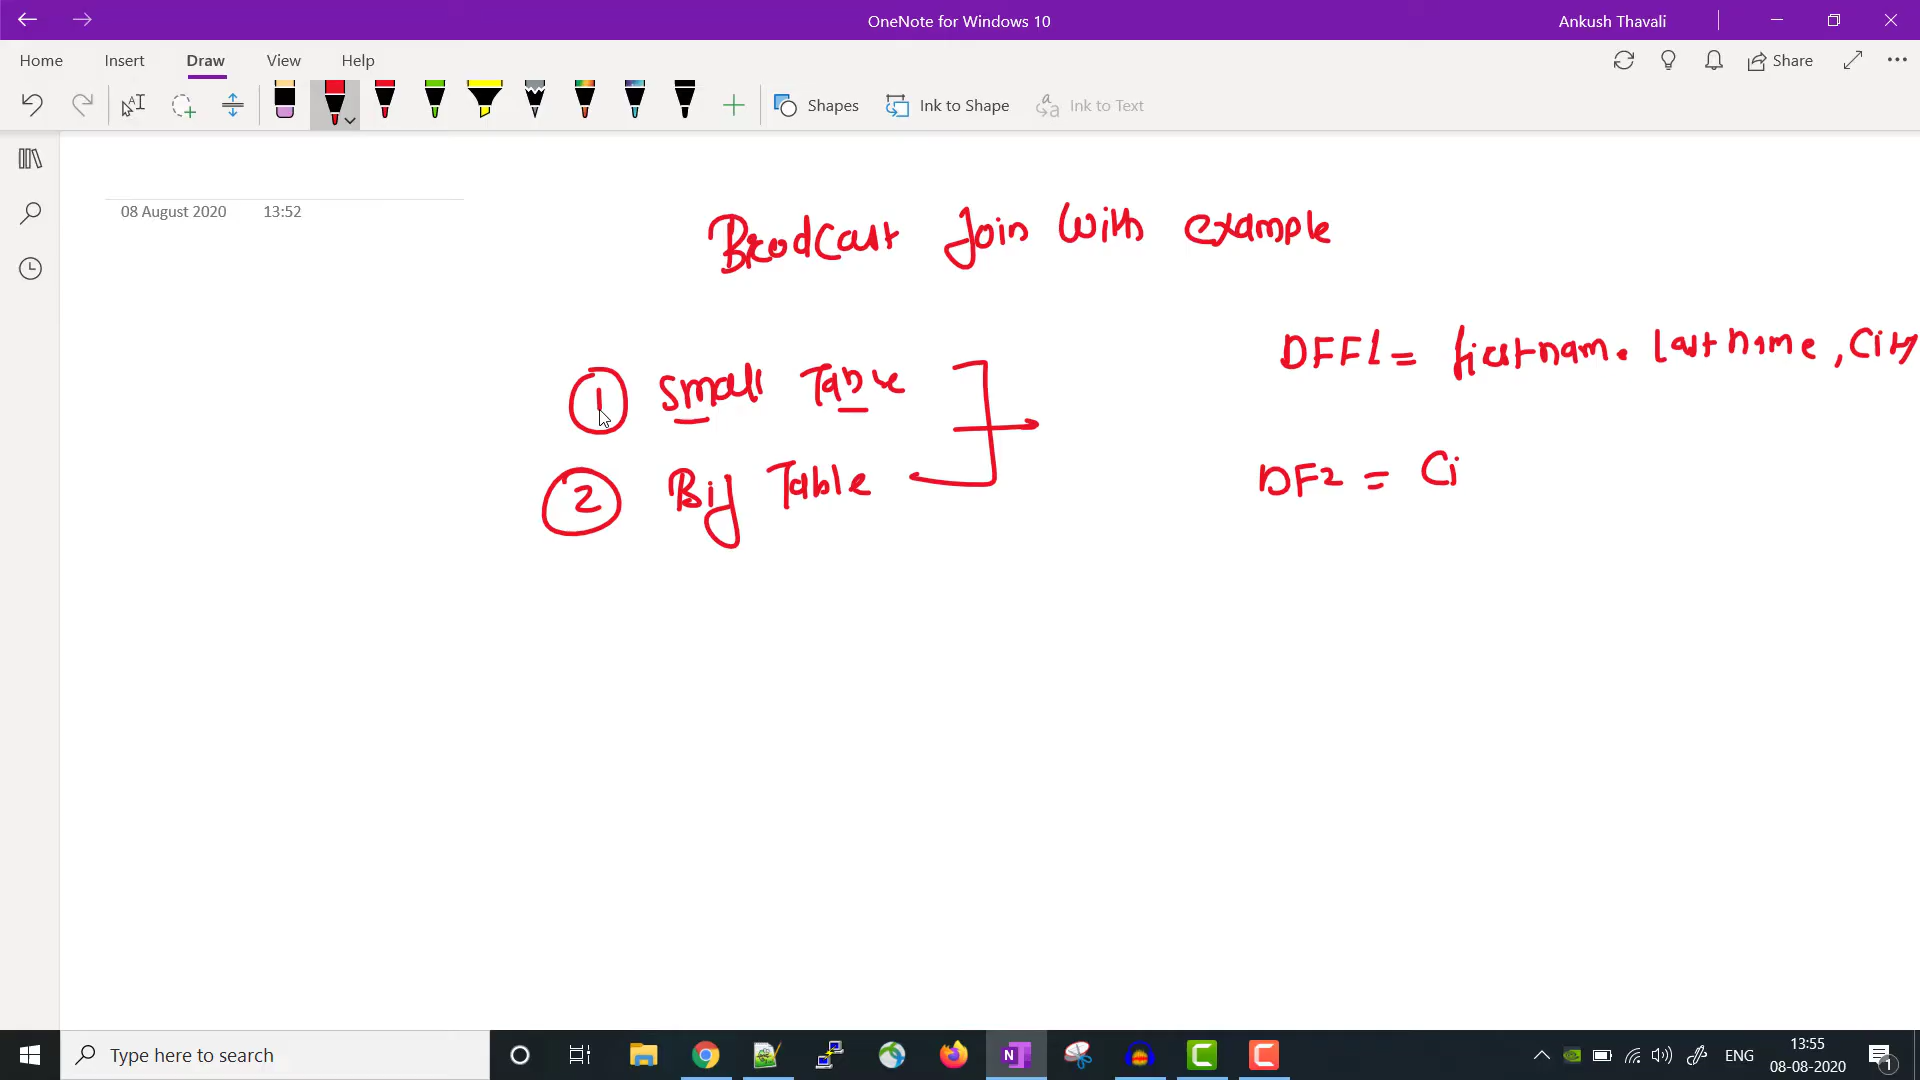 OneNote for Windows 10
Ankush Thavali
Home Insert Draw View Help
Share
Shapes Ink to Shape Ink to Text
08 August 2020 13:52
Brodcast Join With example
DFF1 = firstnam. lastname, City
1 Small Table
2 Big Table
DF2 = Ci
Type here to search
ENG
13:55
08-08-2020
1